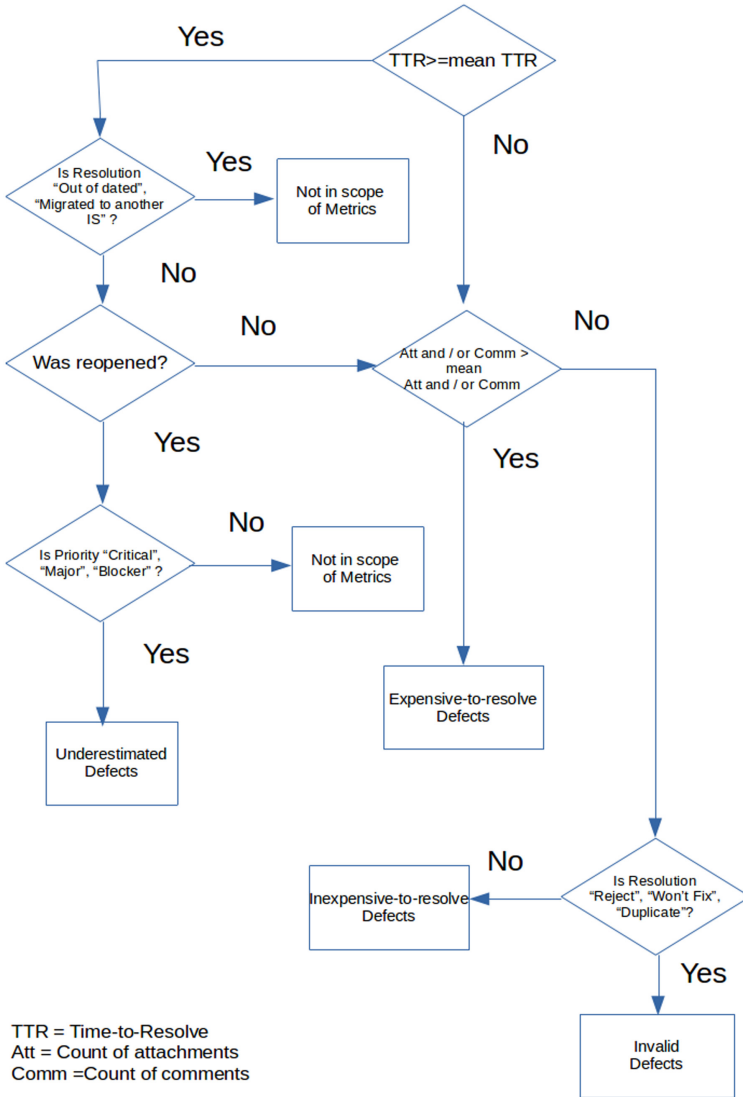 Yes
TTR>=mean TTR
No
Is Resolution
“Out of dated”,
“Migrated to another
IS” ?
Yes
Not in scope
of Metrics
No
Was reopened?
No
Att and / or Comm >
mean
Att and / or Comm
No
Yes
Yes
Is Priority “Critical”,
“Major”, “Blocker” ?
No
Not in scope
of Metrics
Yes
Expensive-to-resolve
Defects
Underestimated
Defects
Is Resolution
“Reject”, “Won't Fix”,
“Duplicate”?
No
Inexpensive-to-resolve
Defects
Yes
Invalid
Defects
TTR = Time-to-Resolve
Att = Count of attachments
Comm =Count of comments